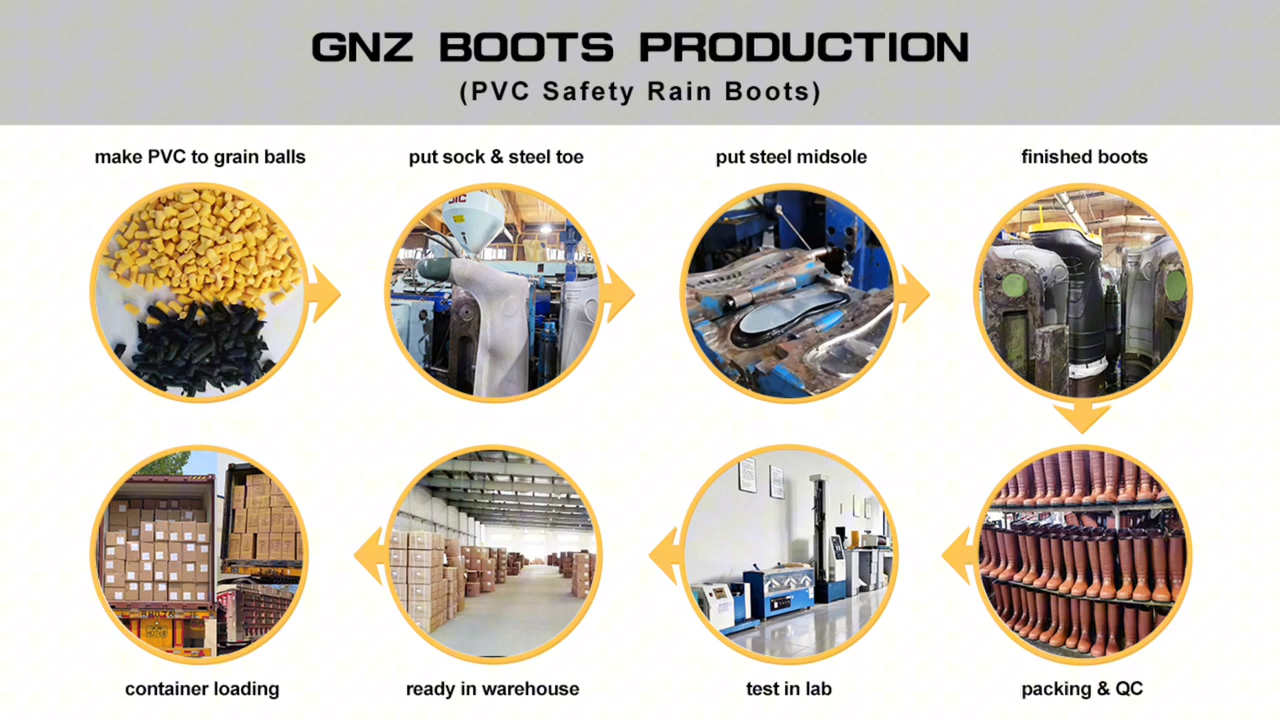 GNZ BOOTS PRODUCTION
(PVC Safety Rain Boots)
make PVC to grain balls
put sock & steel toe
put steel midsole
finished boots
container loading
ready in warehouse
test in lab
packing & QC